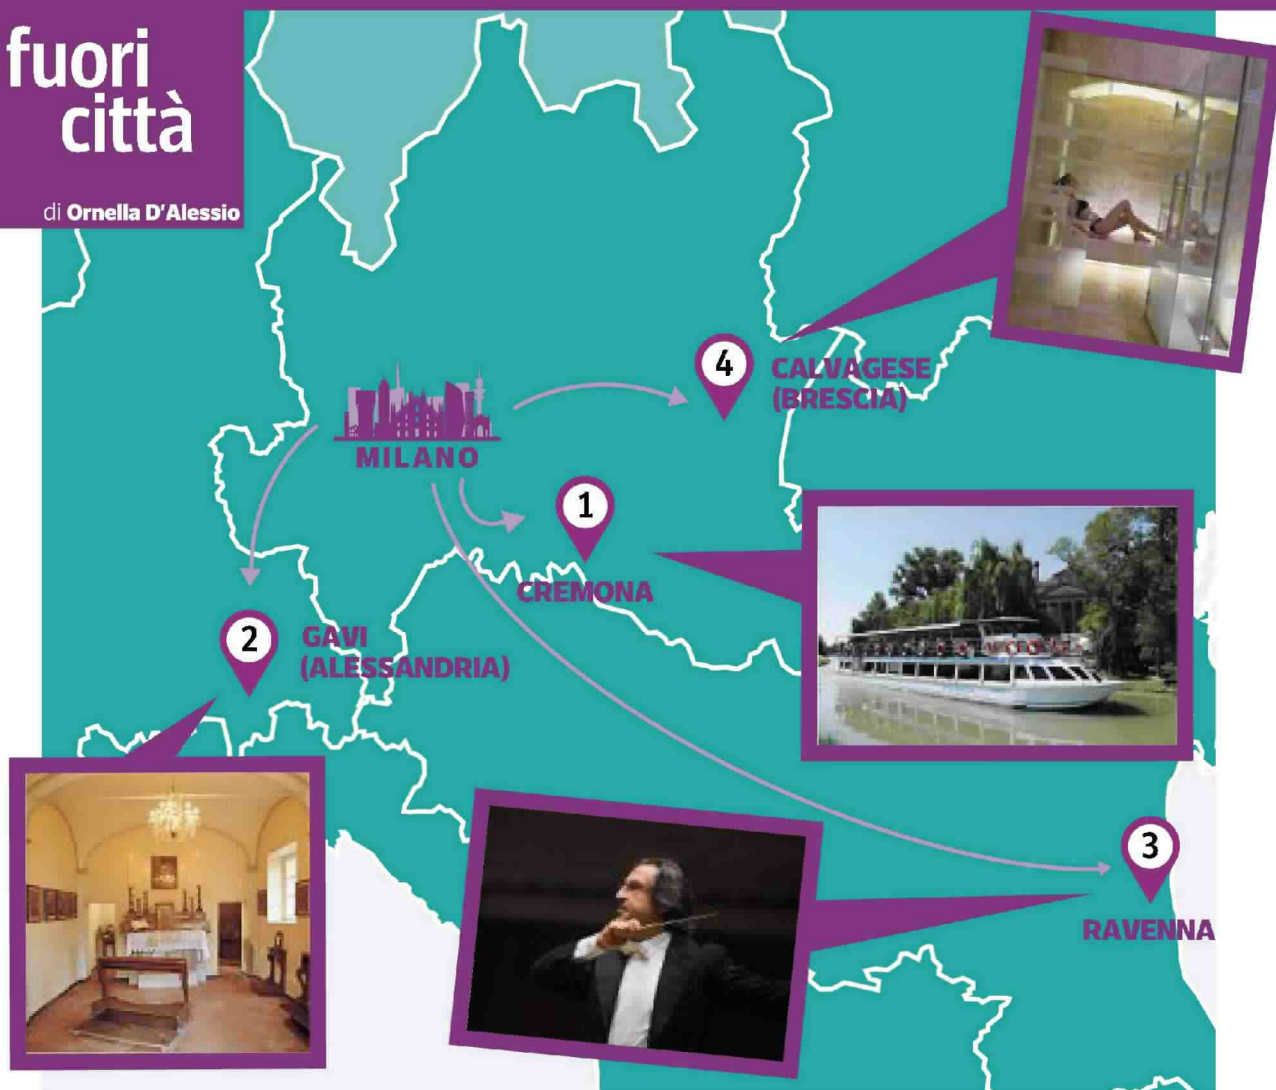 fuori
città
di Ornella D'Alessio
4
CALVAGESE
(BRESCIA)
MILANO
1
CREMONA
2
GAVI
(ALESSANDRIA)
3
RAVENNA